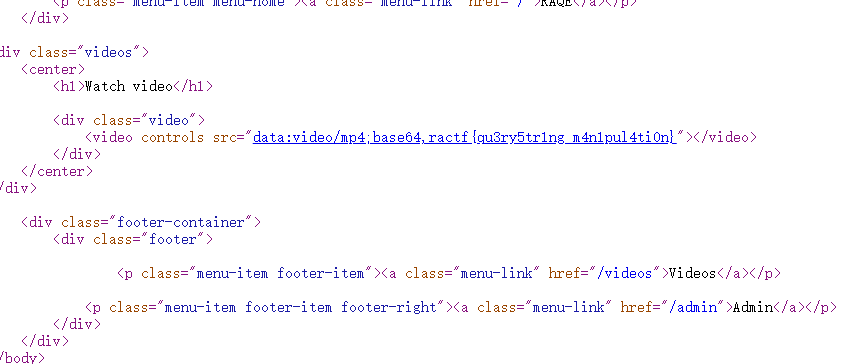 <p class="menu-item menu-home"><a class="menu-link" href="/">RAQE</a></p>
</div>
div class="videos">
<center>
<h1>Watch video</h1>
<div class="video">
<video controls src="data:video/mp4;base64,ractf{qu3ry5tr1ng_m4n1pul4ti0n}"></video>
</div>
</center>
/div>
<div class="footer-container">
<div class="footer">
<p class="menu-item footer-item"><a class="menu-link" href="/videos">Videos</a></p>
<p class="menu-item footer-item footer-right"><a class="menu-link" href="/admin">Admin</a></p>
</div>
</div>
/body>